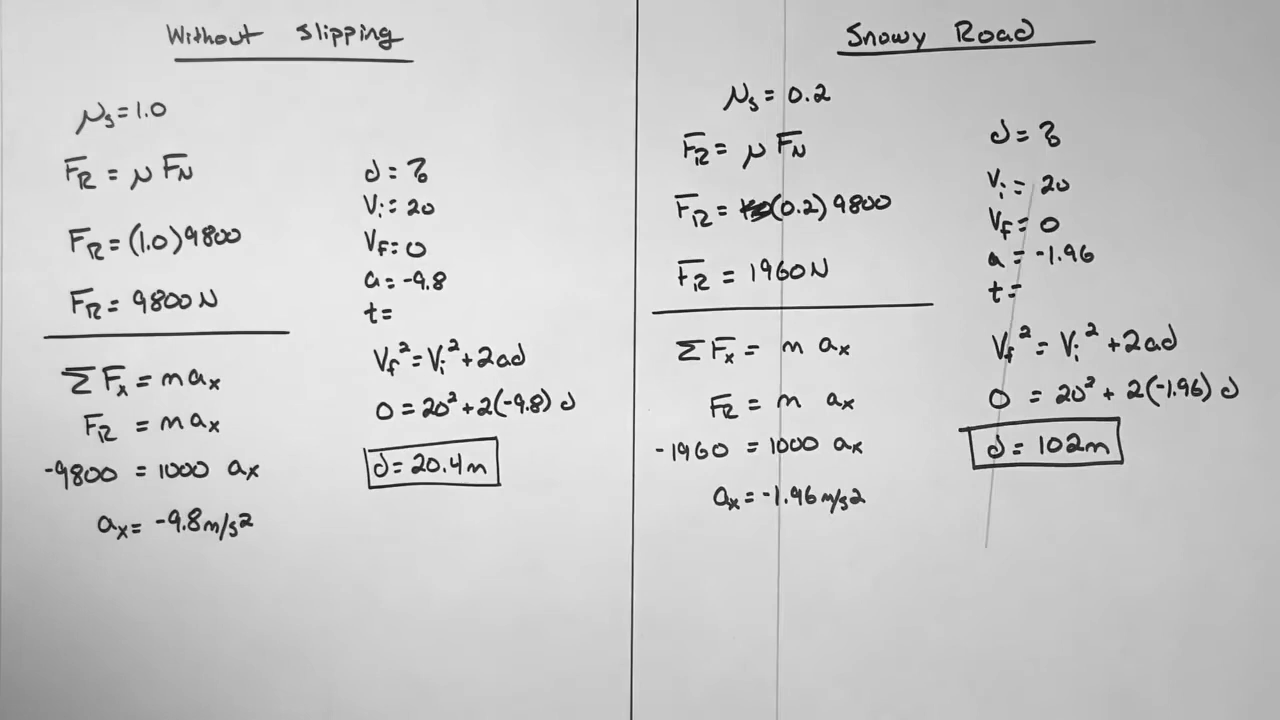 Without Slipping
μs = 1.0
FR = μ FN
FR = (1.0) 9800
FR = 9800 N
Σ Fx = m ax
FR = m ax
-9800 = 1000 ax
ax = -9.8 m/s2
d = ?
Vi = 20
Vf = 0
a = -9.8
t =
Vf² = Vi² + 2ad
0 = 20² + 2(-9.8) d
d = 20.4 m
Snowy Road
μs = 0.2
FR = μ FN
FR = (0.2) 9800
FR = 1960 N
Σ Fx = m ax
FR = m ax
-1960 = 1000 ax
ax = -1.96 m/s2
d = ?
Vi = 20
Vf = 0
a = -1.96
t =
Vf² = Vi² + 2ad
0 = 20² + 2(-1.96) d
d = 102m